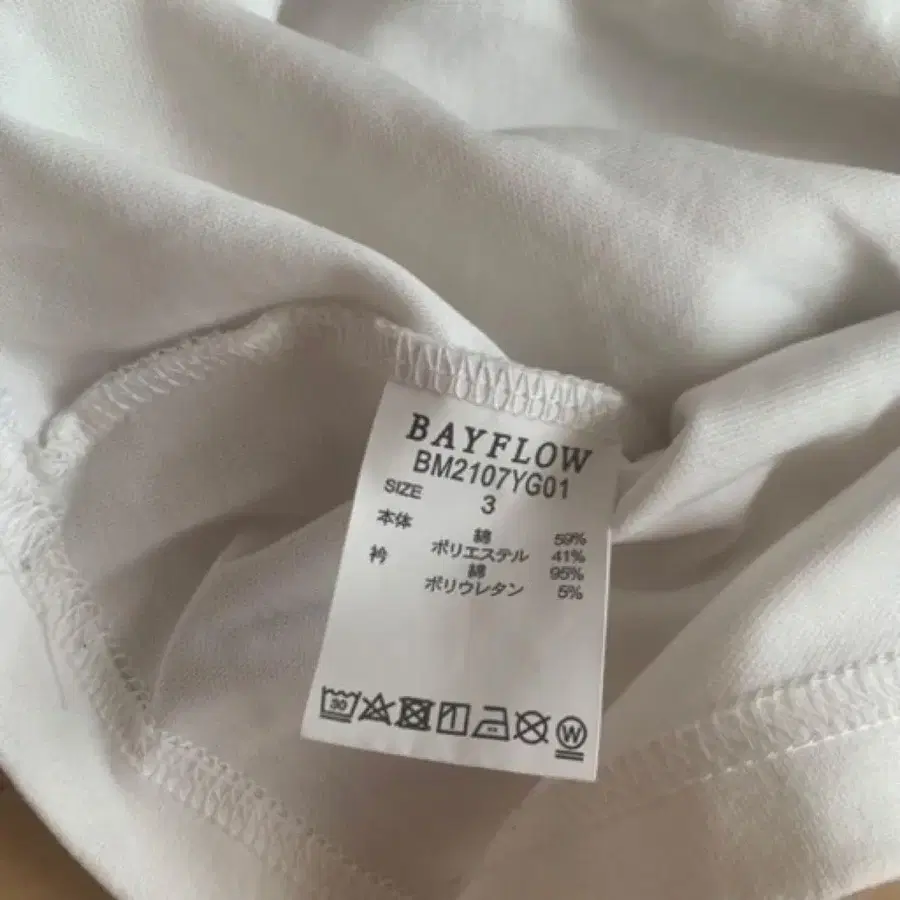 BAYFLOW
BM2107YG01
SIZE 3
本体 綿 59%
ポリエステル 41%
衿 綿 95%
ポリウレタン 5%
30 W